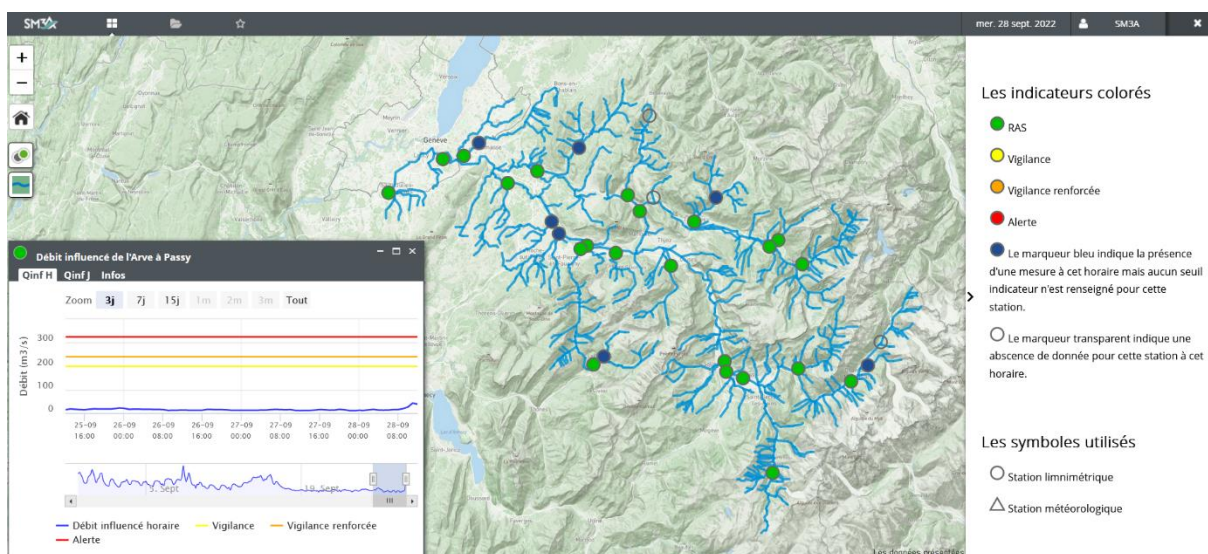 SM3A
mer. 28 sept. 2022
SM3A
×
+
−
Genève
Débit influencé de l'Arve à Passy
Qinf H Qinf J Infos
Zoom 3j 7j 15j 1m 2m 3m Tout
Débit (m3/s)
300
200
100
0
25-09 26-09 26-09 26-09 27-09 27-09 27-09 28-09 28-09
16:00 00:00 08:00 16:00 00:00 08:00 16:00 00:00 08:00
5. Sept 19. Sept
Débit influencé horaire Vigilance Vigilance renforcée
Alerte
Les indicateurs colorés
RAS
Vigilance
Vigilance renforcée
Alerte
Le marqueur bleu indique la présence
d'une mesure à cet horaire mais aucun seuil
indicateur n'est renseigné pour cette
station.
Le marqueur transparent indique une
absence de donnée pour cette station à cet
horaire.
Les symboles utilisés
Station limnimétrique
Station météorologique
Les données présentées